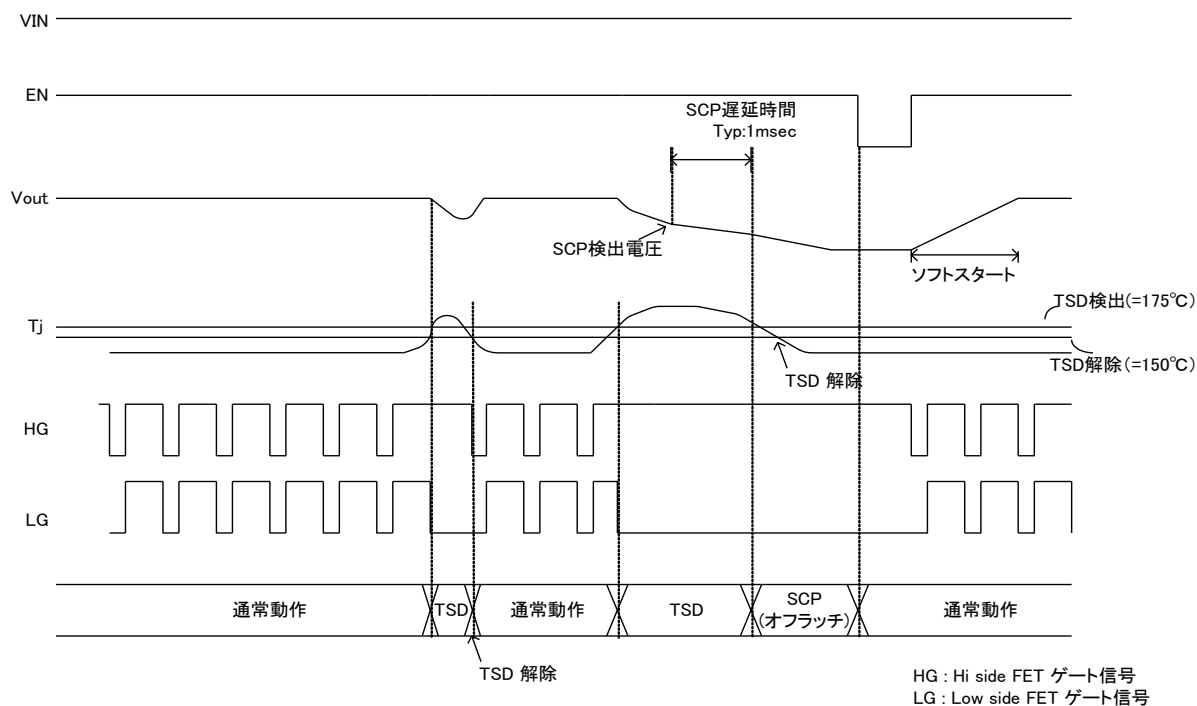 VIN
EN
SCP遅延時間
Typ:1msec
Vout
SCP検出電圧
ソフトスタート
TSD検出(=175℃)
Tj
TSD解除(=150℃)
TSD 解除
HG
LG
通常動作
TSD
通常動作
TSD
SCP
(オフラッチ)
通常動作
TSD 解除
HG : Hi side FET ゲート信号
LG : Low side FET ゲート信号